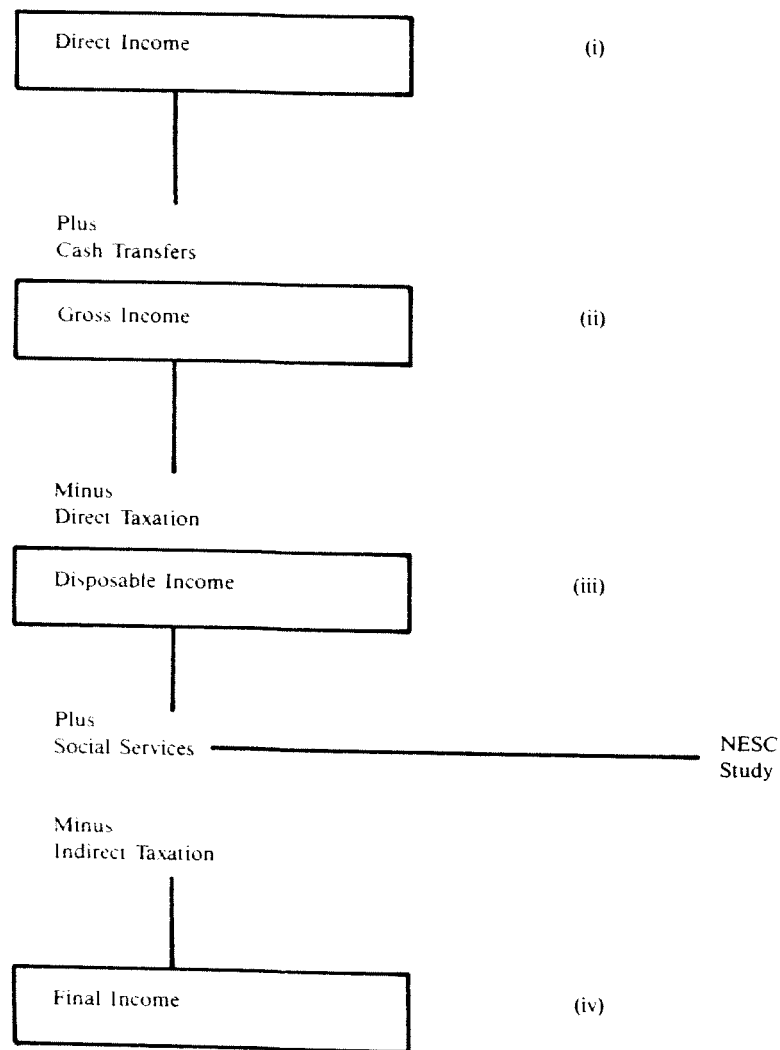 Direct Income (i)
Plus
Cash Transfers
Gross Income (ii)
Minus
Direct Taxation
Disposable Income (iii)
Plus
Social Services
NESC
Study
Minus
Indirect Taxation
Final Income (iv)